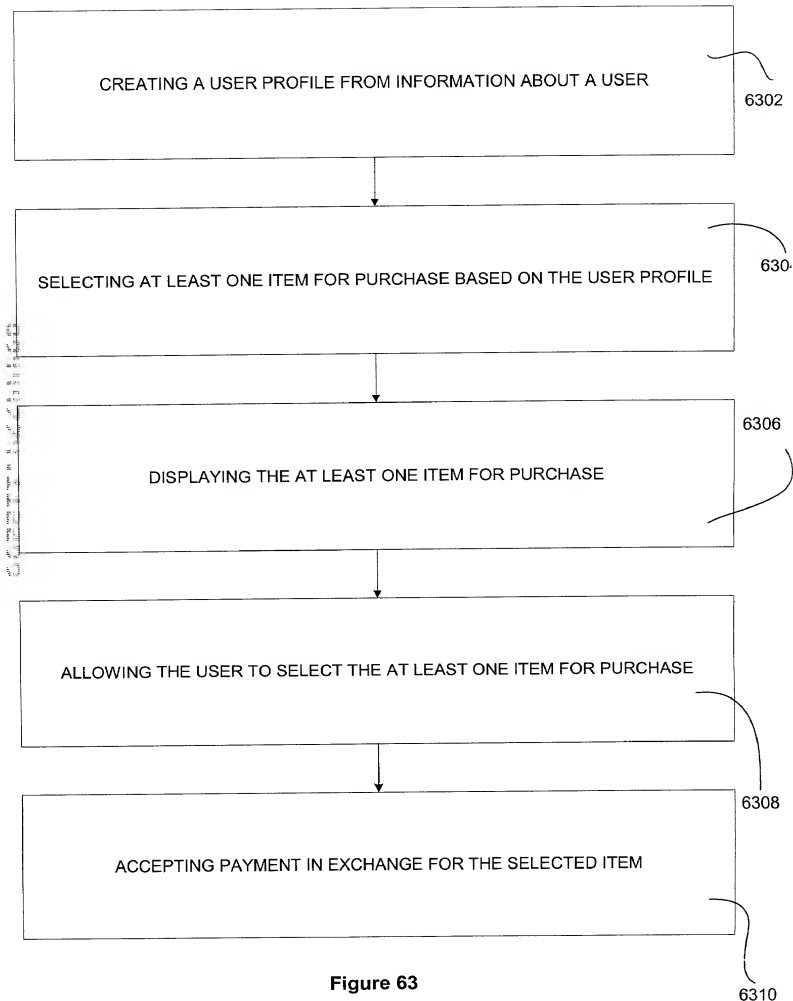 CREATING A USER PROFILE FROM INFORMATION ABOUT A USER
6302
SELECTING AT LEAST ONE ITEM FOR PURCHASE BASED ON THE USER PROFILE
6304
DISPLAYING THE AT LEAST ONE ITEM FOR PURCHASE
6306
ALLOWING THE USER TO SELECT THE AT LEAST ONE ITEM FOR PURCHASE
6308
ACCEPTING PAYMENT IN EXCHANGE FOR THE SELECTED ITEM
6310
Figure 63